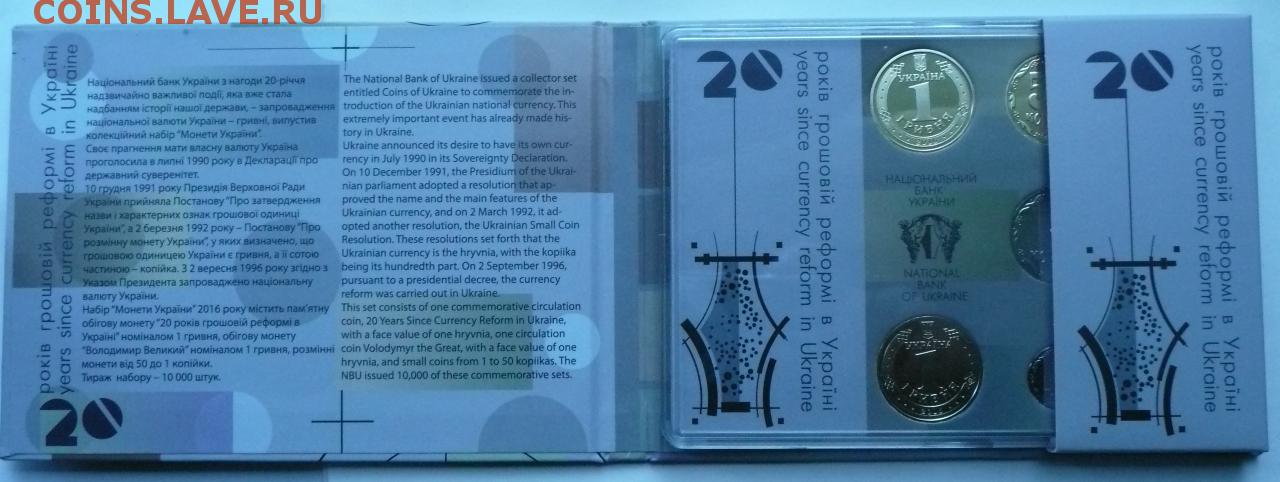 COINS.LAVE.RU
20
років грошовій реформі в Україні
years since currency reform in Ukraine
Національний банк України з нагоди 20-річчя
надзвичайно важливої події, яка вже стала
надбанням історії нашої держави, – запровадження
національної валюти України – гривні, випустив
колекційний набір "Монети України".
Своє прагнення мати власну валюту Україна
проголосила в липні 1990 року в Декларації про
державний суверенітет.
10 грудня 1991 року Президія Верховної Ради
України прийняла Постанову "Про затвердження
назви і характерних ознак грошової одиниці
України", а 2 березня 1992 року – Постанову "Про
розмінну монету України", у яких визначено, що
грошовою одиницею України є гривня, а її сотою
частиною – копійка. З 2 вересня 1996 року згідно з
Указом Президента запроваджено національну
валюту України.
Набір "Монети України" 2016 року містить пам'ятну
обігову монету "20 років грошовій реформі в
Україні" номіналом 1 гривня, обігову монету
"Володимир Великий" номіналом 1 гривня, розмінні
монети від 50 до 1 копійки.
Тираж набору – 10 000 штук.
The National Bank of Ukraine issued a collector set
entitled Coins of Ukraine to commemorate the in-
troduction of the Ukrainian national currency. This
extremely important event has already made his-
tory in Ukraine.
Ukraine announced its desire to have its own cur-
rency in July 1990 in its Sovereignty Declaration.
On 10 December 1991, the Presidium of the Ukrai-
nian parliament adopted a resolution that ap-
proved the name and the main features of the
Ukrainian currency, and on 2 March 1992, it ad-
opted another resolution, the Ukrainian Small Coin
Resolution. These resolutions set forth that the
Ukrainian currency is the hryvnia, with the kopiika
being its hundredth part. On 2 September 1996,
pursuant to a presidential decree, the currency
reform was carried out in Ukraine.
This set consists of one commemorative circulation
coin, 20 Years Since Currency Reform in Ukraine,
with a face value of one hryvnia, one circulation
coin Volodymyr the Great, with a face value of one
hryvnia, and small coins from 1 to 50 kopiikas. The
NBU issued 10,000 of these commemorative sets.
20
років грошовій реформі в Україні
years since currency reform in Ukraine
УКРАЇНА
1
ГРИВНЯ
НАЦІОНАЛЬНИЙ
БАНК
УКРАЇНИ
NATIONAL
BANK
OF UKRAINE
УКРАЇНА
1
ГРИВНЯ
20
років грошовій реформі в Україні
years since currency reform in Ukraine